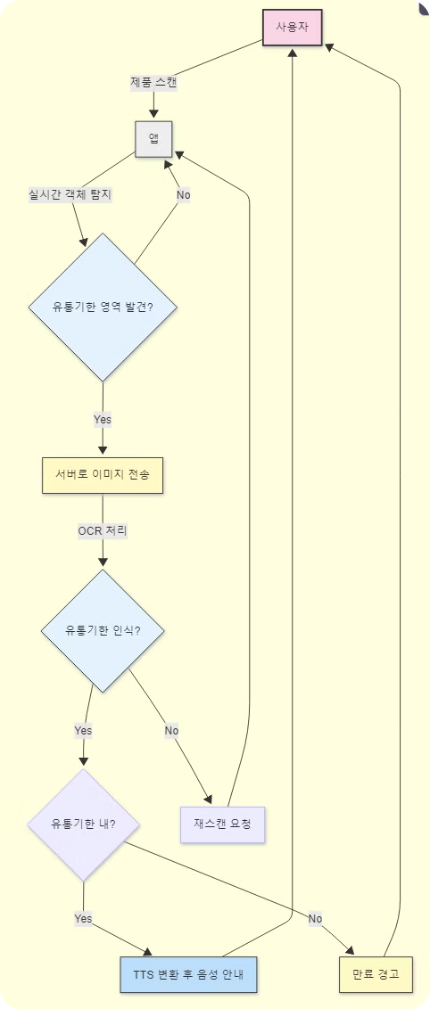 사용자
제품 스캔
앱
실시간 객체 탐지
No
유통기한 영역 발견?
Yes
서버로 이미지 전송
OCR 처리
유통기한 인식?
Yes
No
재스캔 요청
유통기한 내?
Yes
No
TTS 변환 후 음성 안내
만료 경고